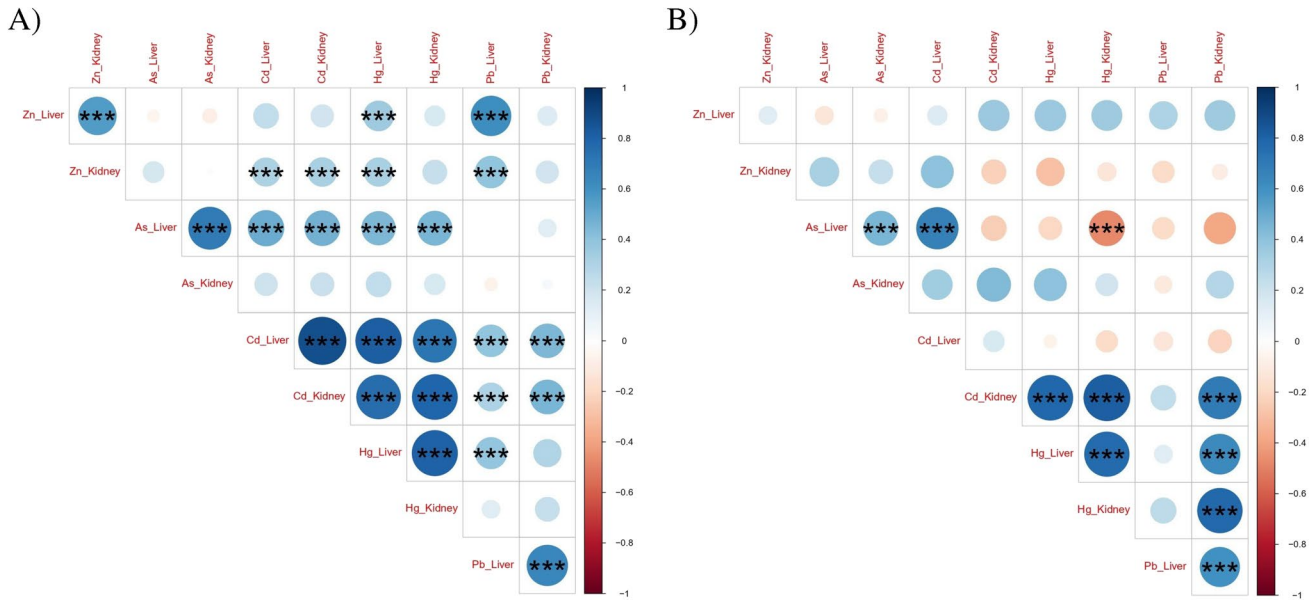 A)
Zn_Kidney As_Liver As_Kidney Cd_Liver Cd_Kidney Hg_Liver Hg_Kidney Pb_Liver Pb_Kidney
Zn_Liver *** *** ***
Zn_Kidney *** *** *** ***
As_Liver *** *** *** *** ***
As_Kidney
Cd_Liver *** *** *** *** ***
Cd_Kidney *** *** *** ***
Hg_Liver *** ***
Hg_Kidney
Pb_Liver ***
1
0.8
0.6
0.4
0.2
0
−0.2
−0.4
−0.6
−0.8
−1
B)
Zn_Kidney As_Liver As_Kidney Cd_Liver Cd_Kidney Hg_Liver Hg_Kidney Pb_Liver Pb_Kidney
Zn_Liver
Zn_Kidney
As_Liver *** *** ***
As_Kidney
Cd_Liver
Cd_Kidney *** *** ***
Hg_Liver *** ***
Hg_Kidney ***
Pb_Liver ***
1
0.8
0.6
0.4
0.2
0
−0.2
−0.4
−0.6
−0.8
−1